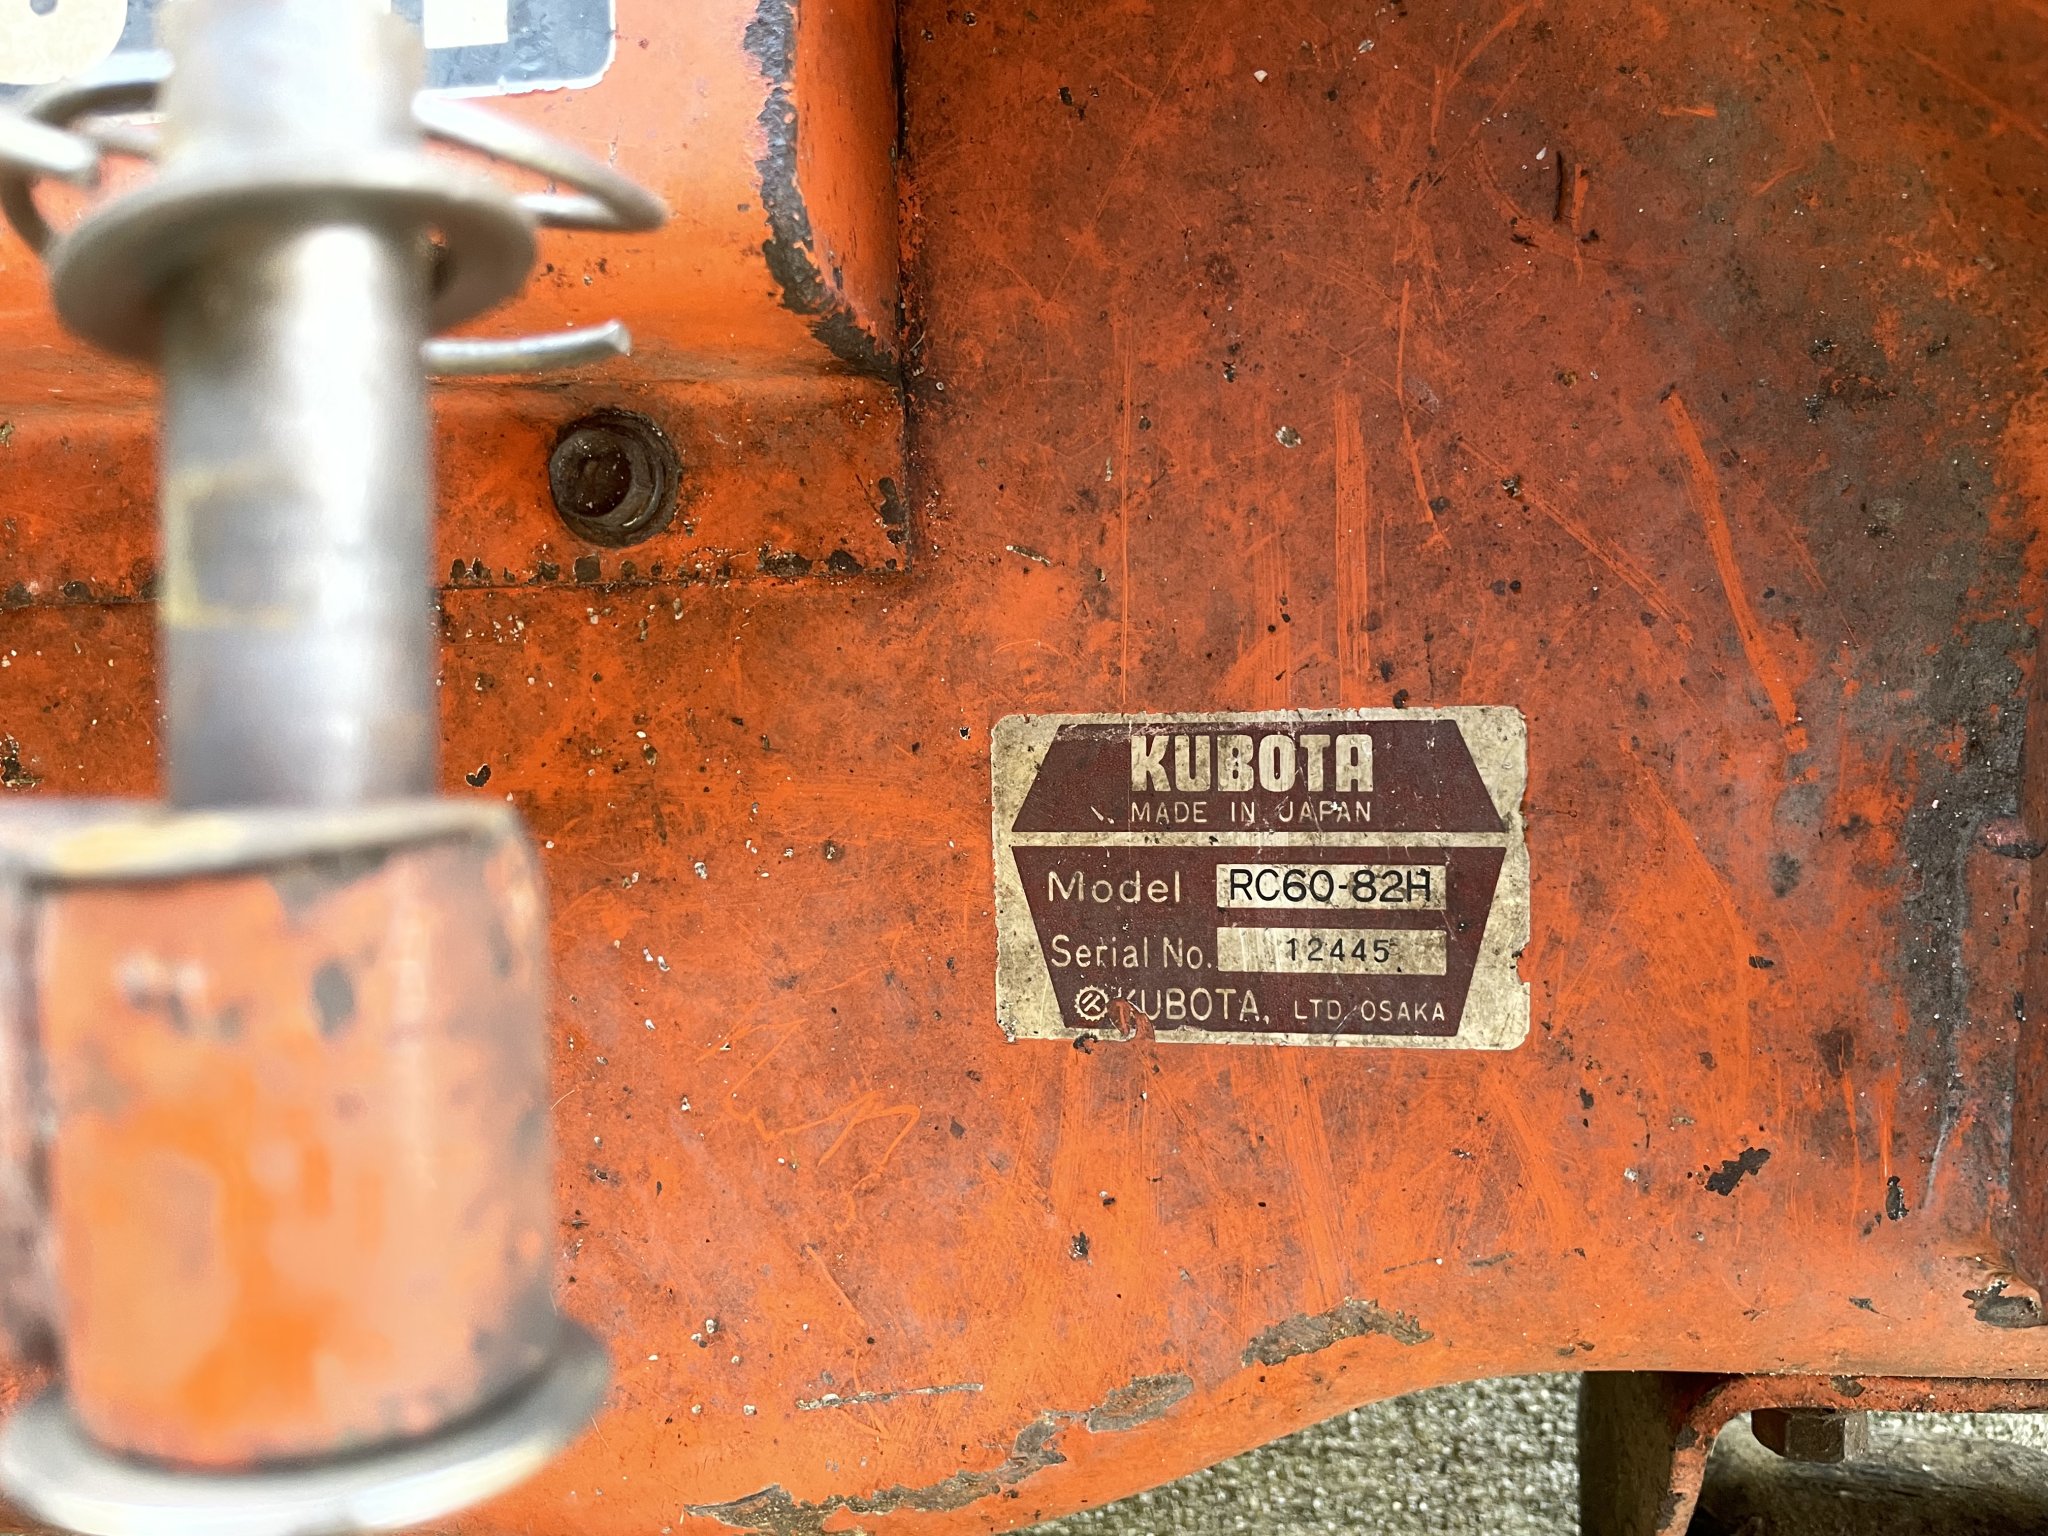 KUBOTA
MADE IN JAPAN
Model RC60-82H
Serial No. 12445
KUBOTA, LTD. OSAKA